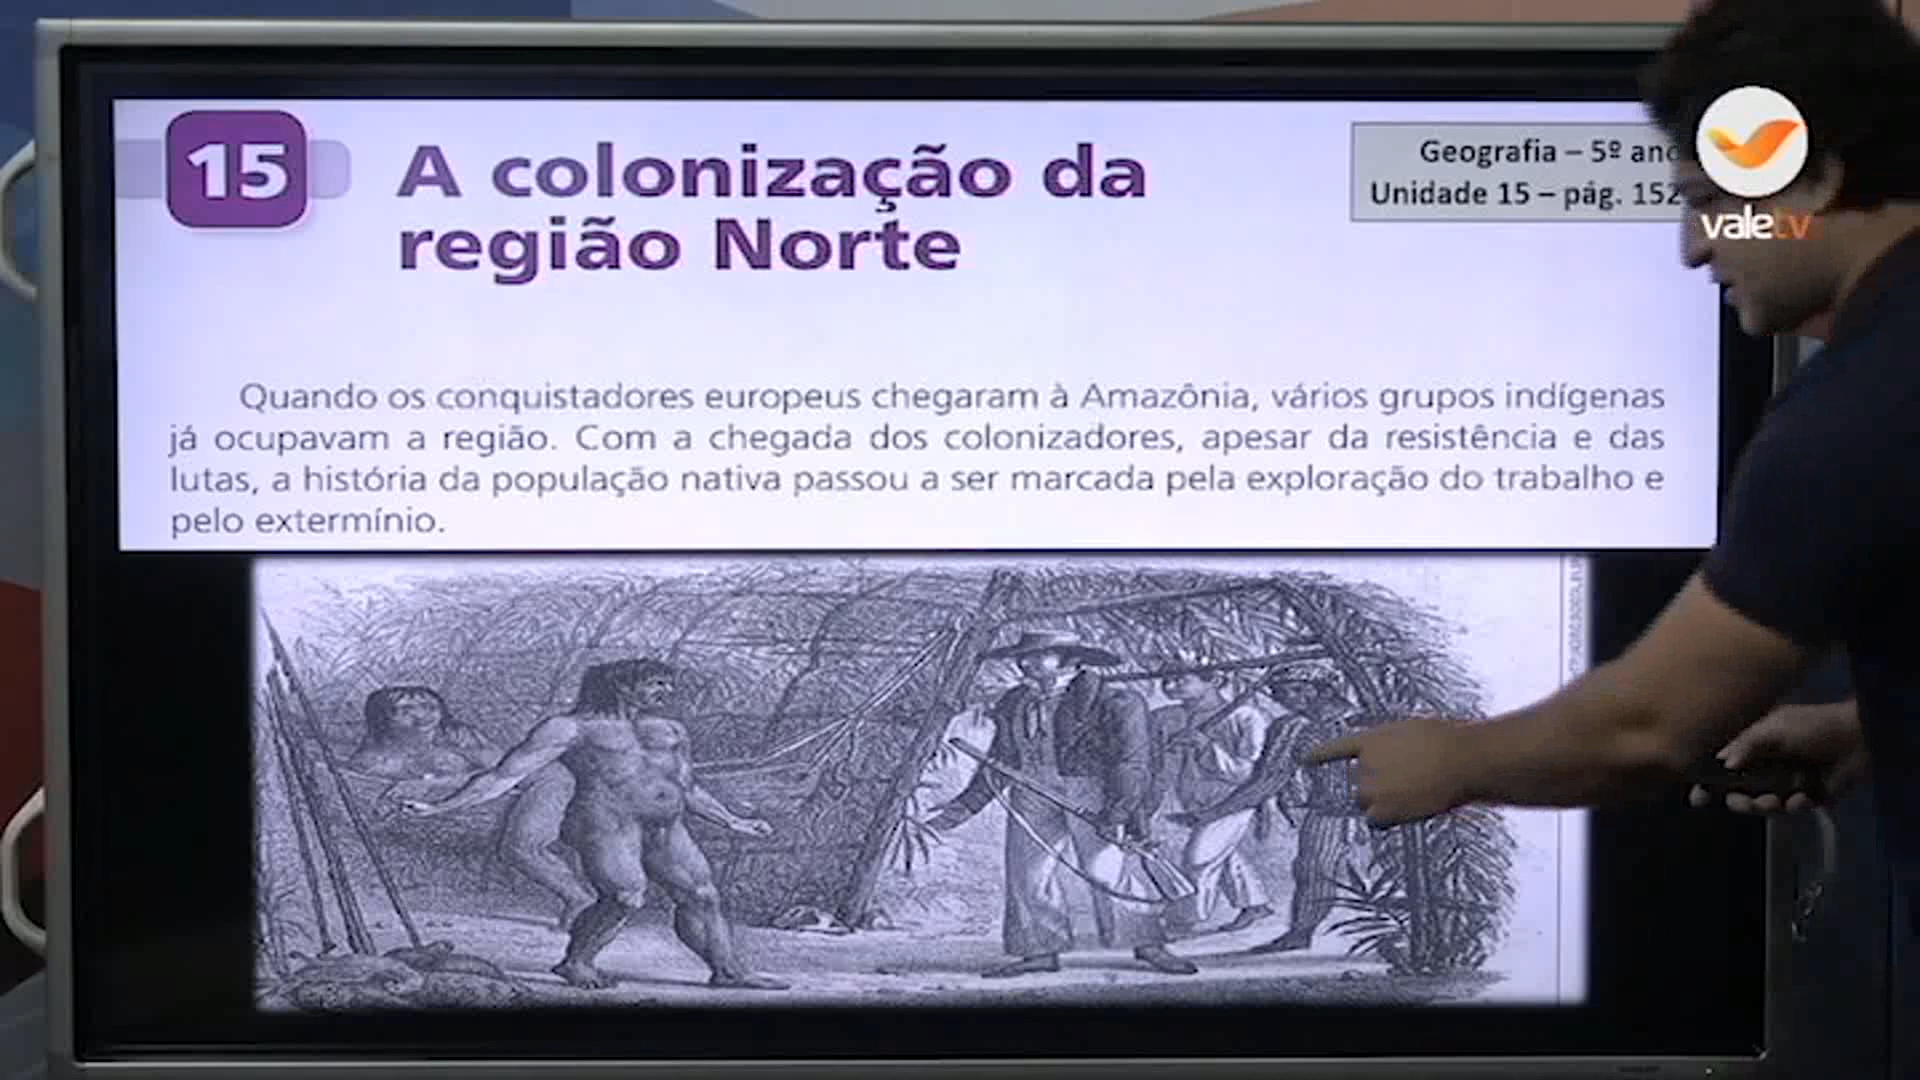 15
A colonização da
região Norte
Geografia – 5º ano
Unidade 15 – pág. 152
valetv
Quando os conquistadores europeus chegaram à Amazônia, vários grupos indígenas
já ocupavam a região. Com a chegada dos colonizadores, apesar da resistência e das
lutas, a história da população nativa passou a ser marcada pela exploração do trabalho e
pelo extermínio.